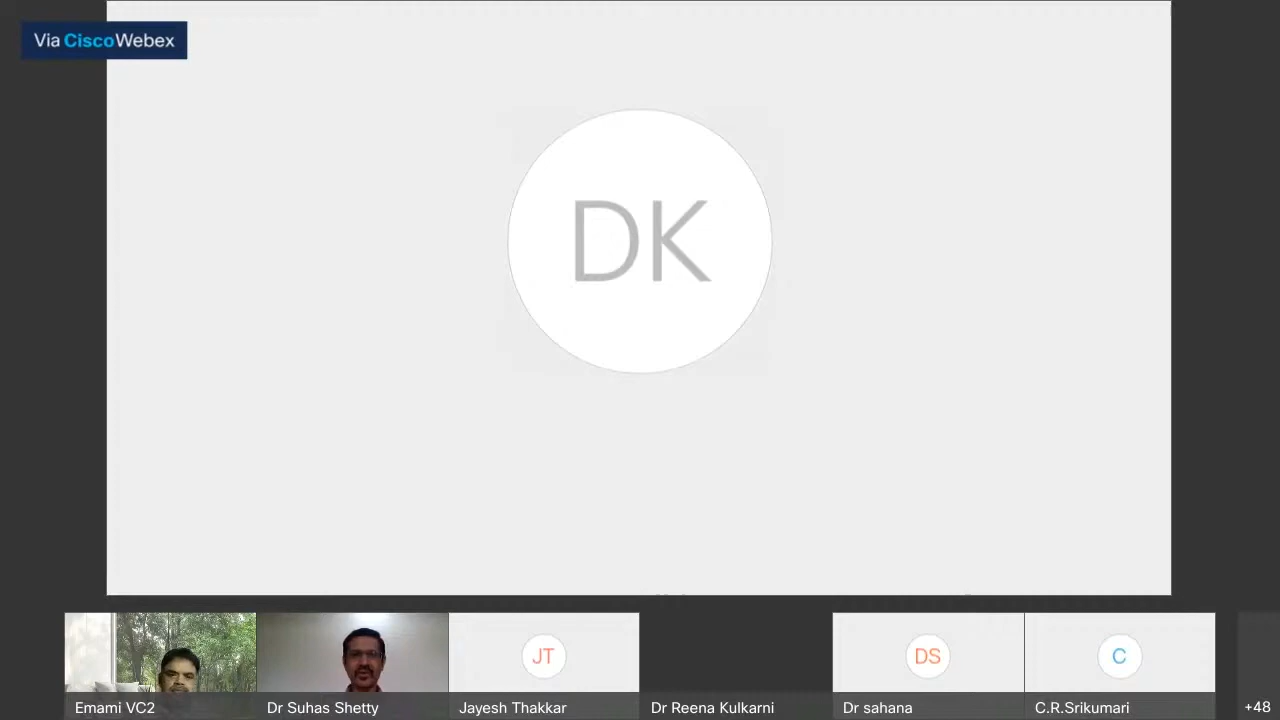 Via CiscoWebex
DK
JT
DS
C
Emami VC2
Dr Suhas Shetty
Jayesh Thakkar
Dr Reena Kulkarni
Dr sahana
C.R.Srikumari
+48